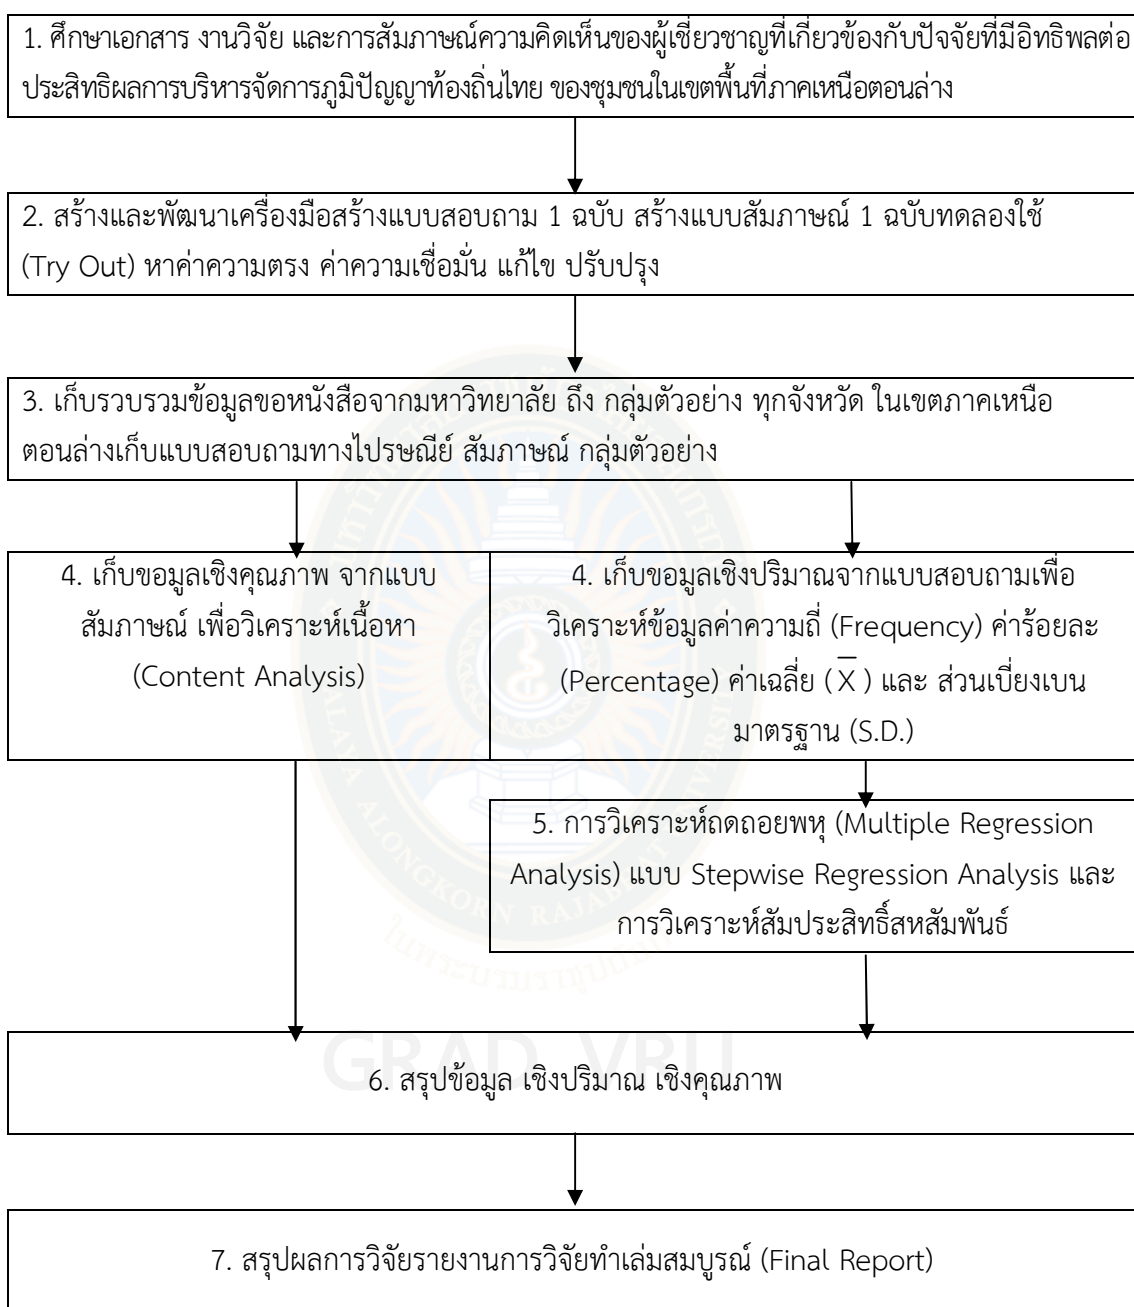 1. ศึกษาเอกสาร งานวิจัย และการสัมภาษณ์ความคิดเห็นของผู้เชี่ยวชาญที่เกี่ยวข้องกับปัจจัยที่มีอิทธิพลต่อ
ประสิทธิผลการบริหารจัดการภูมิปัญญาท้องถิ่นไทย ของชุมชนในเขตพื้นที่ภาคเหนือตอนล่าง
2. สร้างและพัฒนาเครื่องมือสร้างแบบสอบถาม 1 ฉบับ สร้างแบบสัมภาษณ์ 1 ฉบับทดลองใช้
(Try Out) หาค่าความตรง ค่าความเชื่อมั่น แก้ไข ปรับปรุง
3. เก็บรวบรวมข้อมูลขอหนังสือจากมหาวิทยาลัย ถึง กลุ่มตัวอย่าง ทุกจังหวัด ในเขตภาคเหนือ
ตอนล่างเก็บแบบสอบถามทางไปรษณีย์ สัมภาษณ์ กลุ่มตัวอย่าง
4. เก็บขอมูลเชิงคุณภาพ จากแบบ
สัมภาษณ์ เพื่อวิเคราะห์เนื้อหา
(Content Analysis)
4. เก็บขอมูลเชิงปริมาณจากแบบสอบถามเพื่อ
วิเคราะห์ข้อมูลค่าความถี่ (Frequency) ค่าร้อยละ
(Percentage) ค่าเฉลี่ย (X̄) และ ส่วนเบี่ยงเบน
มาตรฐาน (S.D.)
5. การวิเคราะห์ถดถอยพหุ (Multiple Regression
Analysis) แบบ Stepwise Regression Analysis และ
การวิเคราะห์สัมประสิทธิ์สหสัมพันธ์
GRAD VRU
6. สรุปข้อมูล เชิงปริมาณ เชิงคุณภาพ
7. สรุปผลการวิจัยรายงานการวิจัยทำเล่มสมบูรณ์ (Final Report)